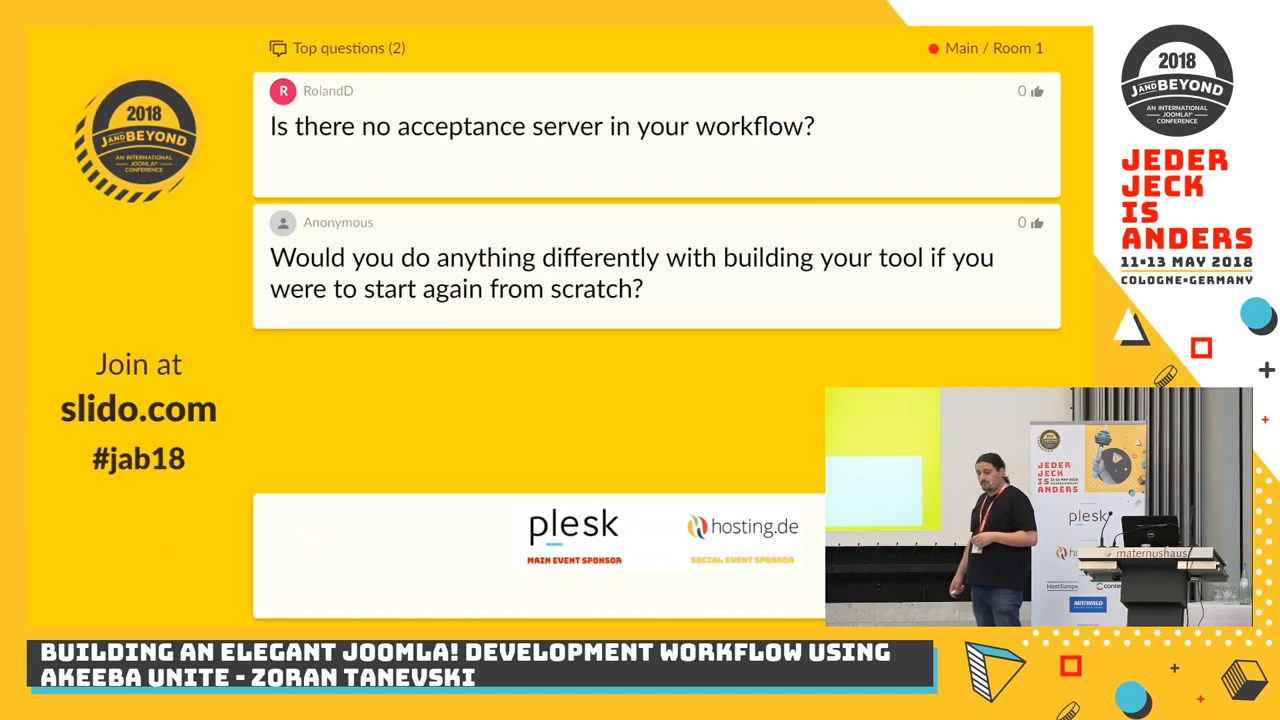 Top questions (2)
Main / Room 1
R
RolandD
0
Is there no acceptance server in your workflow?
Anonymous
0
Would you do anything differently with building your tool if you
were to start again from scratch?
2018
JANDBEYOND
AN INTERNATIONAL
JOOMLA!
CONFERENCE
Join at
slido.com
#jab18
plesk
MAIN EVENT SPONSOR
hosting.de
SOCIAL EVENT SPONSOR
2018
JANDBEYOND
AN INTERNATIONAL
JOOMLA!
CONFERENCE
JEDER
JECK
IS
ANDERS
11-13 MAY 2018
COLOGNE•GERMANY
JEDER
JECK
IS
ANDERS
plesk
maternushaus
HostEurope
MITTWALD
BUILDING AN ELEGANT JOOMLA! DEVELOPMENT WORKFLOW USING
AKEEBA UNITE - ZORAN TANEVSKI